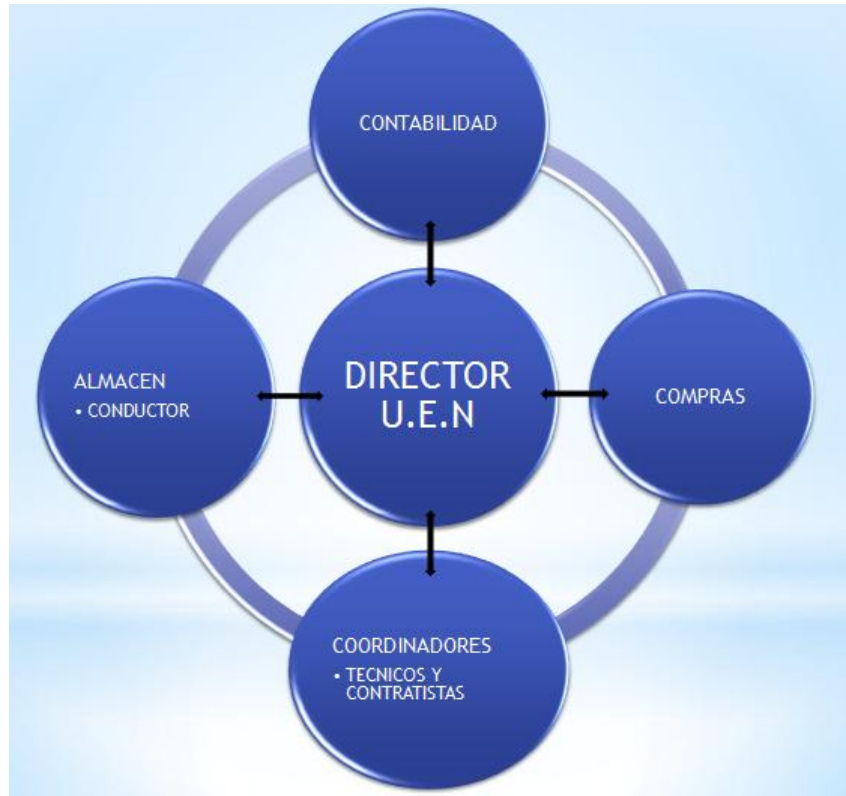 CONTABILIDAD
ALMACEN
• CONDUCTOR
DIRECTOR
U.E.N
COMPRAS
COORDINADORES
• TECNICOS Y
CONTRATISTAS